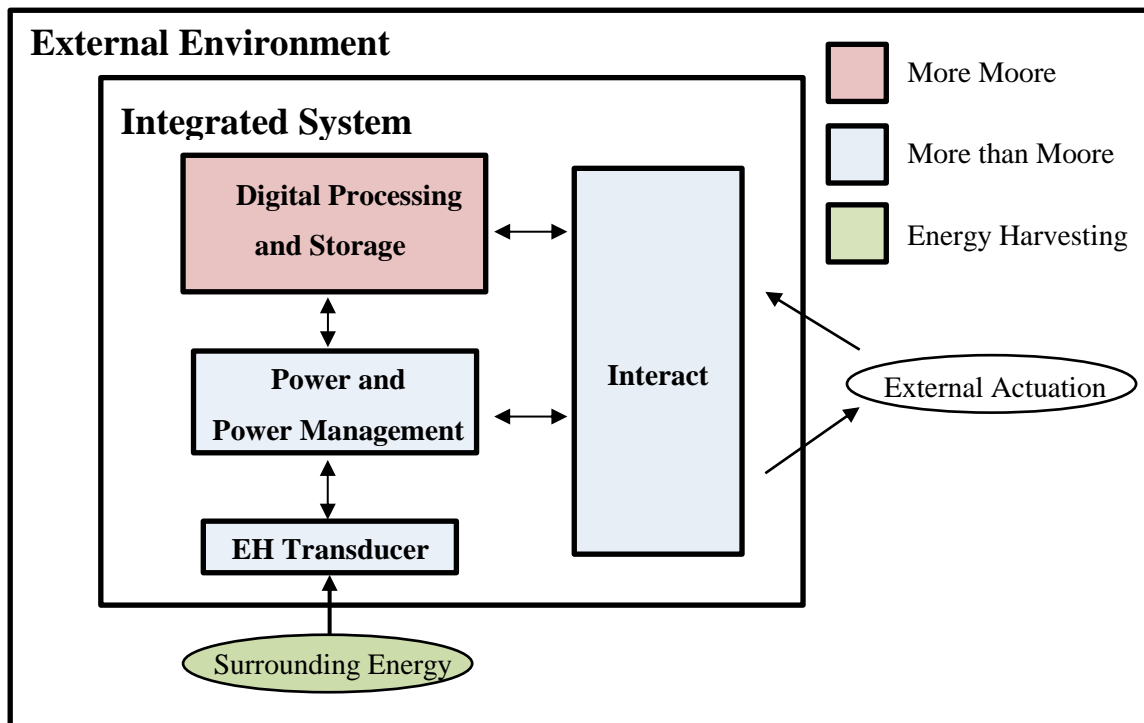 External Environment
Integrated System
Digital Processing
and Storage
Power and
Power Management
EH Transducer
Surrounding Energy
Interact
External Actuation
More Moore
More than Moore
Energy Harvesting